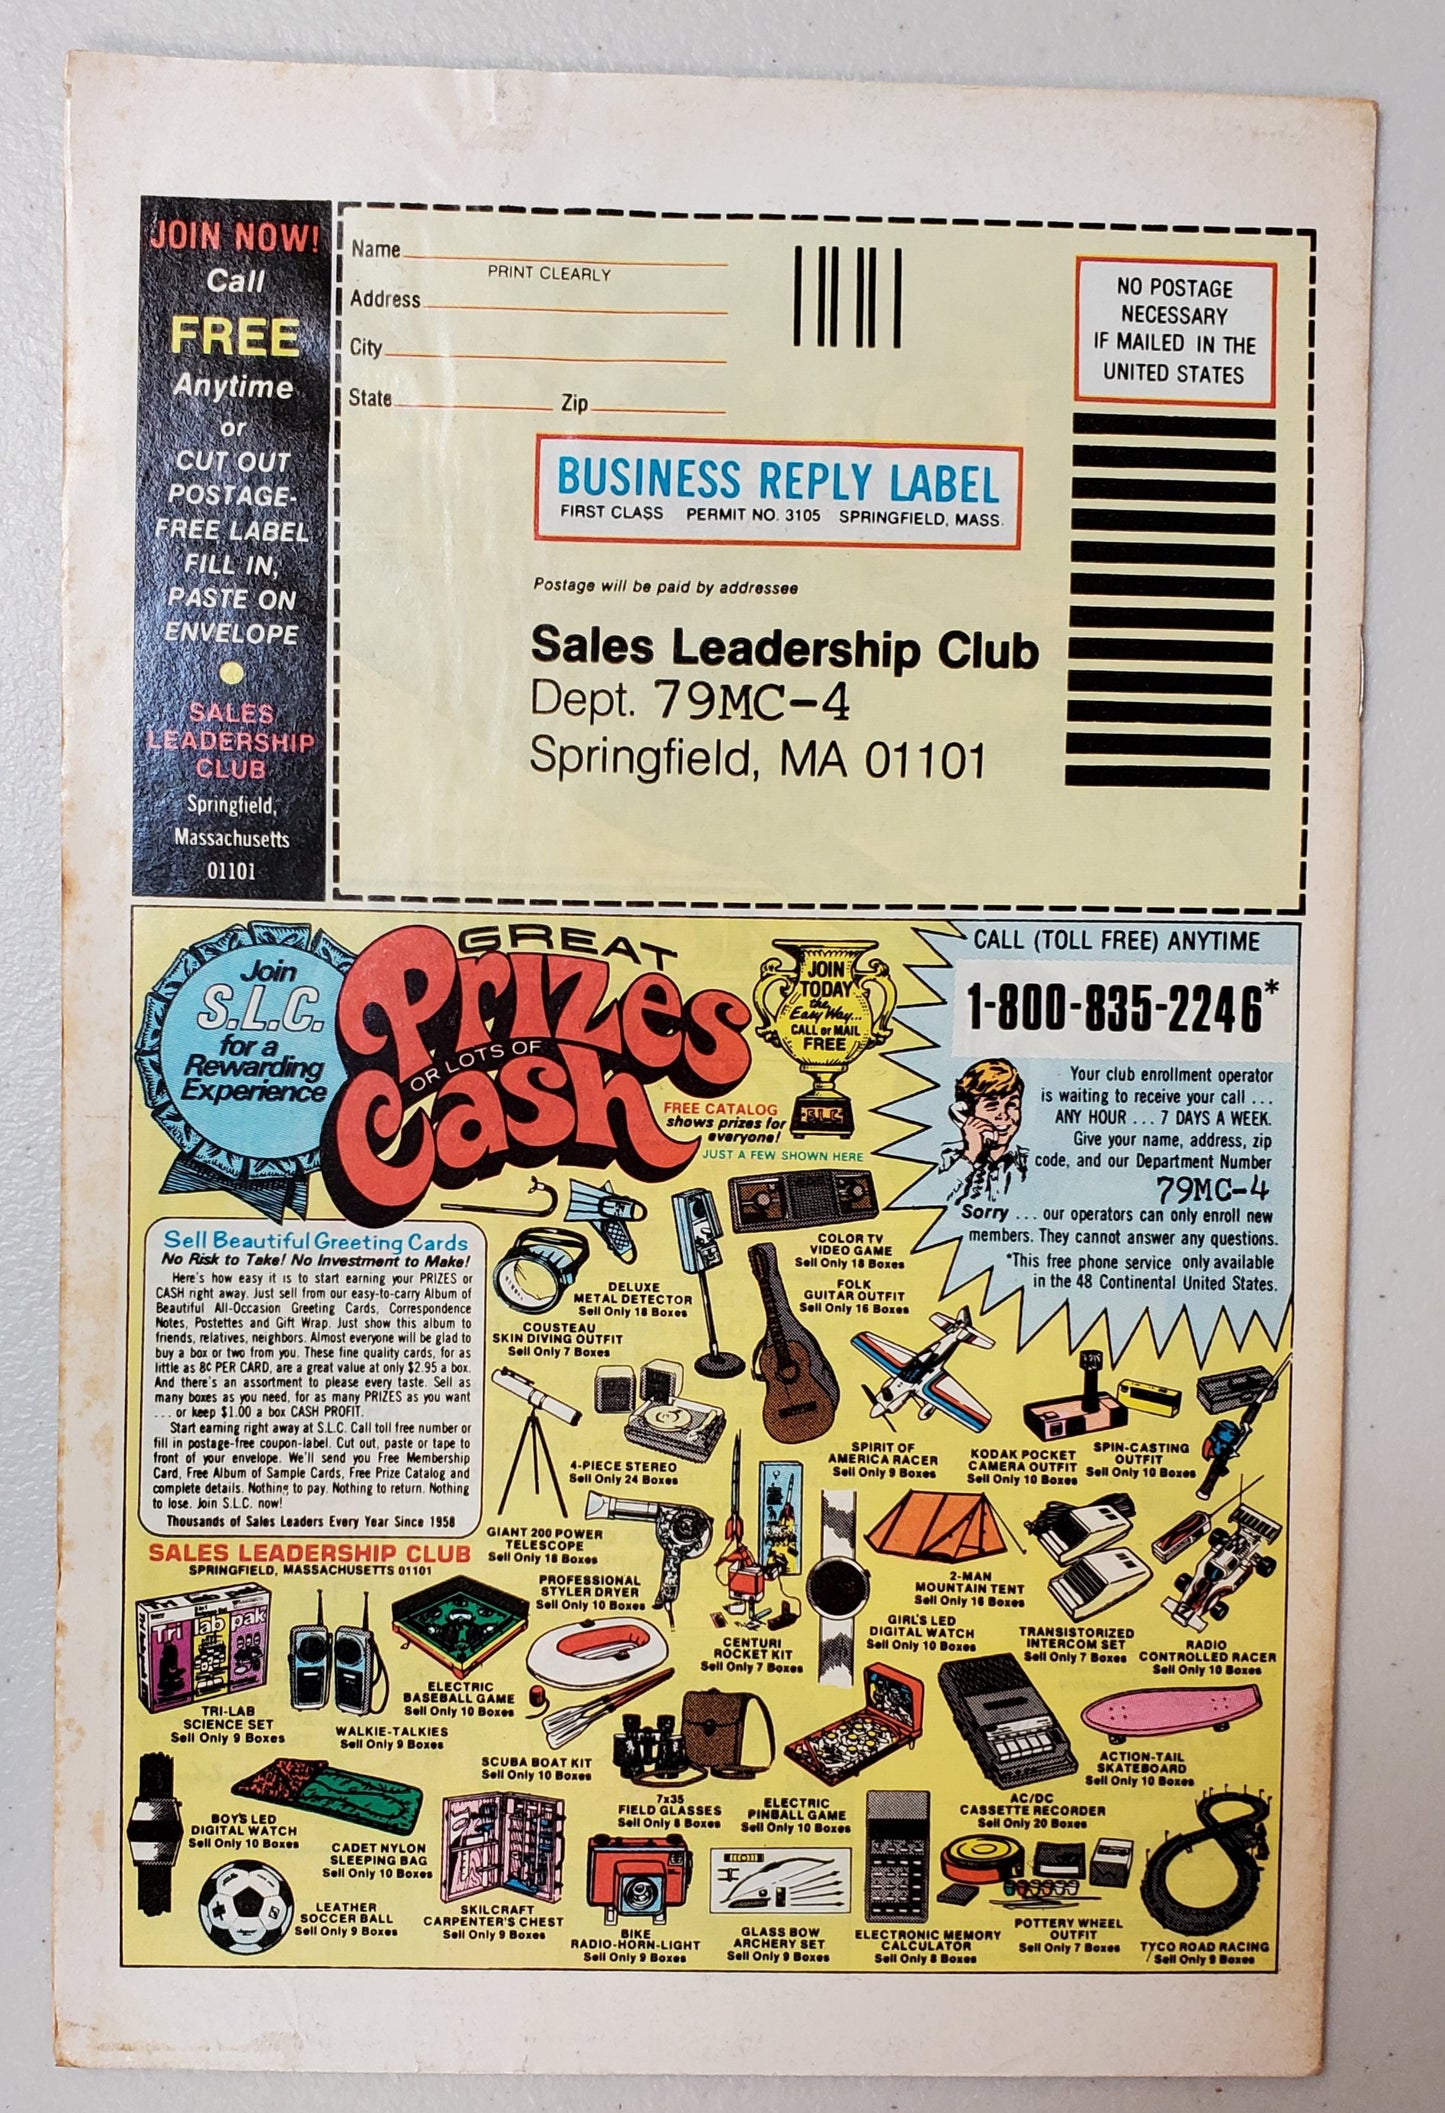 JOIN NOW!
Call
FREE
Anytime
or
CUT OUT
POSTAGE-
FREE LABEL
FILL IN,
PASTE ON
ENVELOPE
SALES
LEADERSHIP
CLUB
Springfield,
Massachusetts
01101
Name
PRINT CLEARLY
Address
City
State Zip
NO POSTAGE
NECESSARY
IF MAILED IN THE
UNITED STATES
BUSINESS REPLY LABEL
FIRST CLASS PERMIT NO. 3105 SPRINGFIELD, MASS.
Postage will be paid by addressee
Sales Leadership Club
Dept. 79MC-4
Springfield, MA 01101
Join
S.L.C.
for a
Rewarding
Experience
GREAT
Prizes
OR LOTS OF
Cash
JOIN
TODAY
the
Easy Way...
CALL or MAIL
FREE
S.L.C.
FREE CATALOG
shows prizes for
everyone!
JUST A FEW SHOWN HERE
CALL (TOLL FREE) ANYTIME
1-800-835-2246*
Your club enrollment operator
is waiting to receive your call ...
ANY HOUR ... 7 DAYS A WEEK.
Give your name, address, zip
code, and our Department Number
79MC-4
Sorry ... our operators can only enroll new
members. They cannot answer any questions.
*This free phone service only available
in the 48 Continental United States.
Sell Beautiful Greeting Cards
No Risk to Take! No Investment to Make!
Here's how easy it is to start earning your PRIZES or
CASH right away. Just sell from our easy-to-carry Album of
Beautiful All-Occasion Greeting Cards, Correspondence
Notes, Postettes and Gift Wrap. Just show this album to
friends, relatives, neighbors. Almost everyone will be glad to
buy a box or two from you. These fine quality cards, for as
little as 8¢ PER CARD, are a great value at only $2.95 a box.
And there's an assortment to please every taste. Sell as
many boxes as you need, for as many PRIZES as you want
... or keep $1.00 a box CASH PROFIT.
Start earning right away at S.L.C. Call toll free number or
fill in postage-free coupon-label. Cut out, paste or tape to
front of your envelope. We'll send you Free Membership
Card, Free Album of Sample Cards, Free Prize Catalog and
complete details. Nothing to pay. Nothing to return. Nothing
to lose. Join S.L.C. now!
Thousands of Sales Leaders Every Year Since 1958
SALES LEADERSHIP CLUB
SPRINGFIELD, MASSACHUSETTS 01101
COLOR TV
VIDEO GAME
Sell Only 18 Boxes
DELUXE
METAL DETECTOR
Sell Only 18 Boxes
FOLK
GUITAR OUTFIT
Sell Only 16 Boxes
COUSTEAU
SKIN DIVING OUTFIT
Sell Only 7 Boxes
4-PIECE STEREO
Sell Only 24 Boxes
SPIRIT OF
AMERICA RACER
Sell Only 9 Boxes
KODAK POCKET
CAMERA OUTFIT
Sell Only 10 Boxes
SPIN-CASTING
OUTFIT
Sell Only 10 Boxes
GIANT 200 POWER
TELESCOPE
Sell Only 18 Boxes
PROFESSIONAL
STYLER DRYER
Sell Only 10 Boxes
CENTURI
ROCKET KIT
Sell Only 7 Boxes
2-MAN
MOUNTAIN TENT
Sell Only 16 Boxes
GIRL'S LED
DIGITAL WATCH
Sell Only 10 Boxes
TRANSISTORIZED
INTERCOM SET
Sell Only 7 Boxes
RADIO
CONTROLLED RACER
Sell Only 10 Boxes
Tri lab pak
TRI-LAB
SCIENCE SET
Sell Only 9 Boxes
WALKIE-TALKIES
Sell Only 9 Boxes
ELECTRIC
BASEBALL GAME
Sell Only 10 Boxes
SCUBA BOAT KIT
Sell Only 10 Boxes
7x35
FIELD GLASSES
Sell Only 8 Boxes
ELECTRIC
PINBALL GAME
Sell Only 10 Boxes
AC/DC
CASSETTE RECORDER
Sell Only 20 Boxes
ACTION-TAIL
SKATEBOARD
Sell Only 10 Boxes
BOY'S LED
DIGITAL WATCH
Sell Only 10 Boxes
CADET NYLON
SLEEPING BAG
Sell Only 10 Boxes
LEATHER
SOCCER BALL
Sell Only 9 Boxes
SKILCRAFT
CARPENTER'S CHEST
Sell Only 9 Boxes
BIKE
RADIO-HORN-LIGHT
Sell Only 9 Boxes
GLASS BOW
ARCHERY SET
Sell Only 9 Boxes
ELECTRONIC MEMORY
CALCULATOR
Sell Only 8 Boxes
POTTERY WHEEL
OUTFIT
Sell Only 7 Boxes
TYCO ROAD RACING
Sell Only 9 Boxes